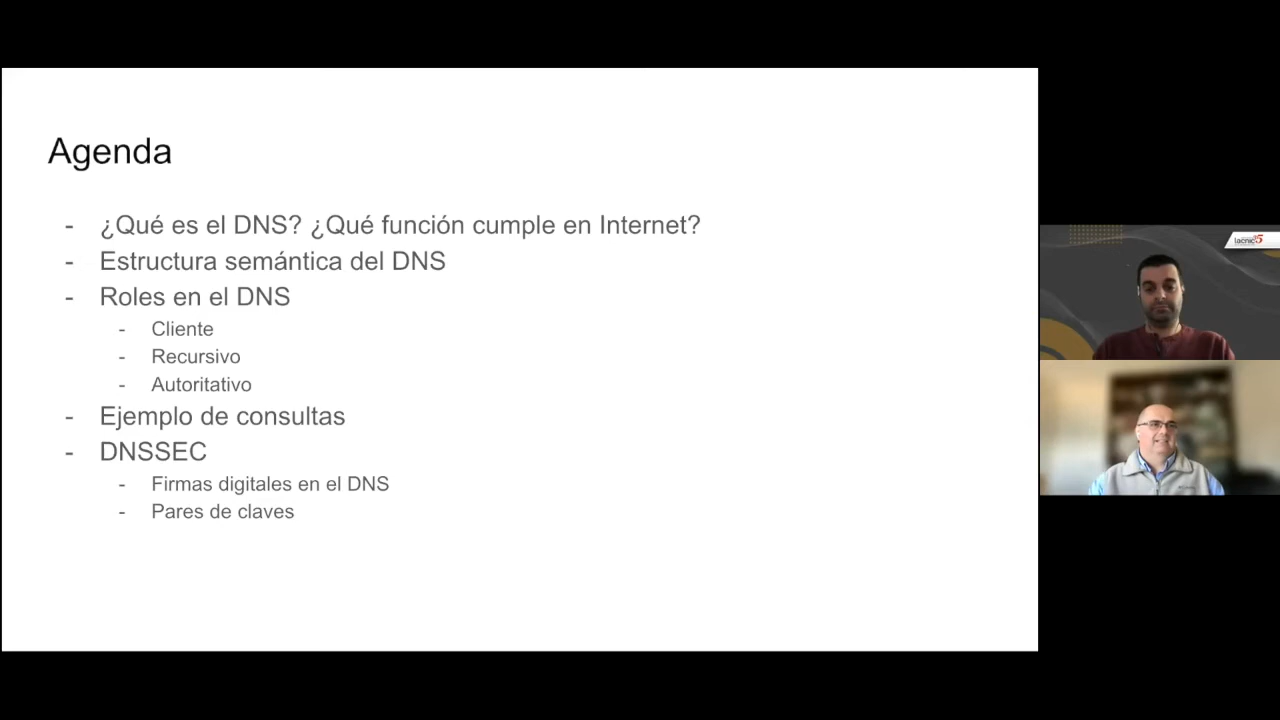 Agenda
- ¿Qué es el DNS? ¿Qué función cumple en Internet?
- Estructura semántica del DNS
- Roles en el DNS
- Cliente
- Recursivo
- Autoritativo
- Ejemplo de consultas
- DNSSEC
- Firmas digitales en el DNS
- Pares de claves
lacnic